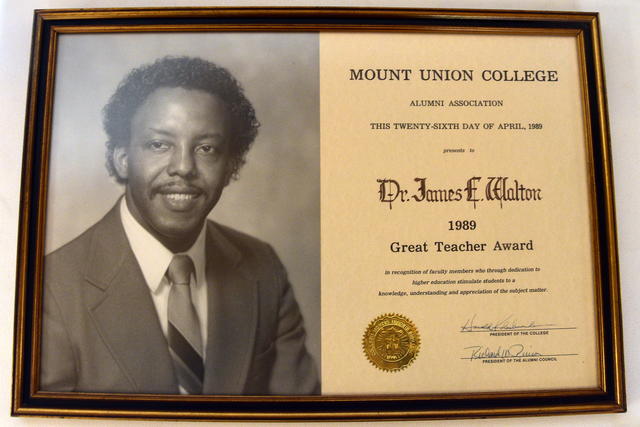 MOUNT UNION COLLEGE
ALUMNI ASSOCIATION
THIS TWENTY-SIXTH DAY OF APRIL, 1989
presents to
Dr. James E. Walton
1989
Great Teacher Award
in recognition of faculty members who through dedication to
higher education stimulate students to a
knowledge, understanding and appreciation of the subject matter.
PRESIDENT OF THE COLLEGE
PRESIDENT OF THE ALUMNI COUNCIL